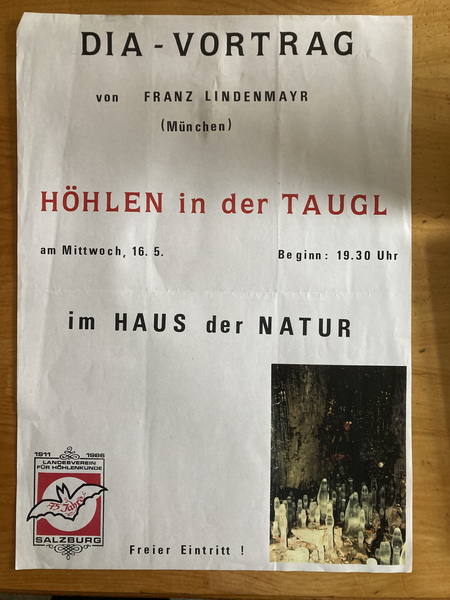 DIA - VORTRAG
von FRANZ LINDENMAYR
(München)
HÖHLEN in der TAUGL
am Mittwoch, 16. 5. Beginn: 19.30 Uhr
im HAUS der NATUR
1911 1986
LANDESVEREIN
FÜR HÖHLENKUNDE
75 Jahre
SALZBURG
Freier Eintritt !